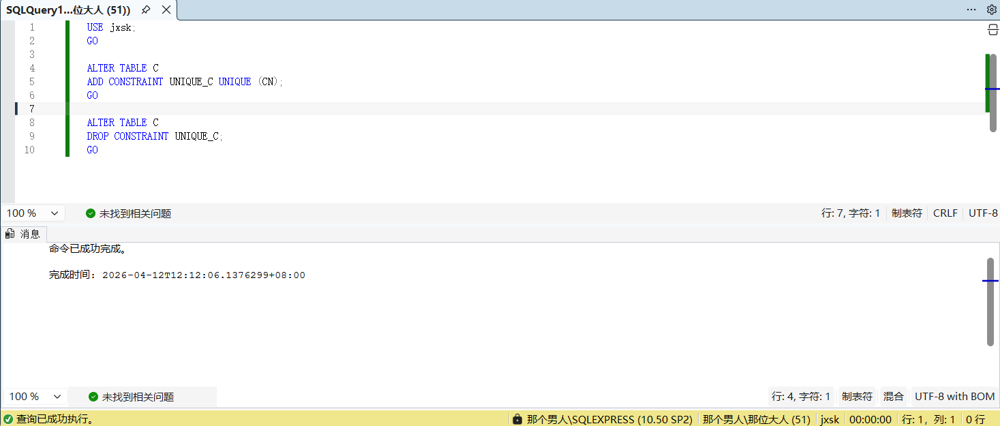 SQLQuery1...位大人 (51))
1 USE jxsk;
2 GO
3
4 ALTER TABLE C
5 ADD CONSTRAINT UNIQUE_C UNIQUE (CN);
6 GO
7
8 ALTER TABLE C
9 DROP CONSTRAINT UNIQUE_C;
10 GO
100 % 未找到相关问题 行: 7, 字符: 1 制表符 CRLF UTF-8
消息
命令已成功完成。
完成时间: 2026-04-12T12:12:06.1376299+08:00
100 % 未找到相关问题 行: 4, 字符: 1 制表符 混合 UTF-8 with BOM
查询已成功执行。 那个男人\SQLEXPRESS (10.50 SP2) 那个男人\那位大人 (51) jxsk 00:00:00 行: 1, 列: 1 0 行